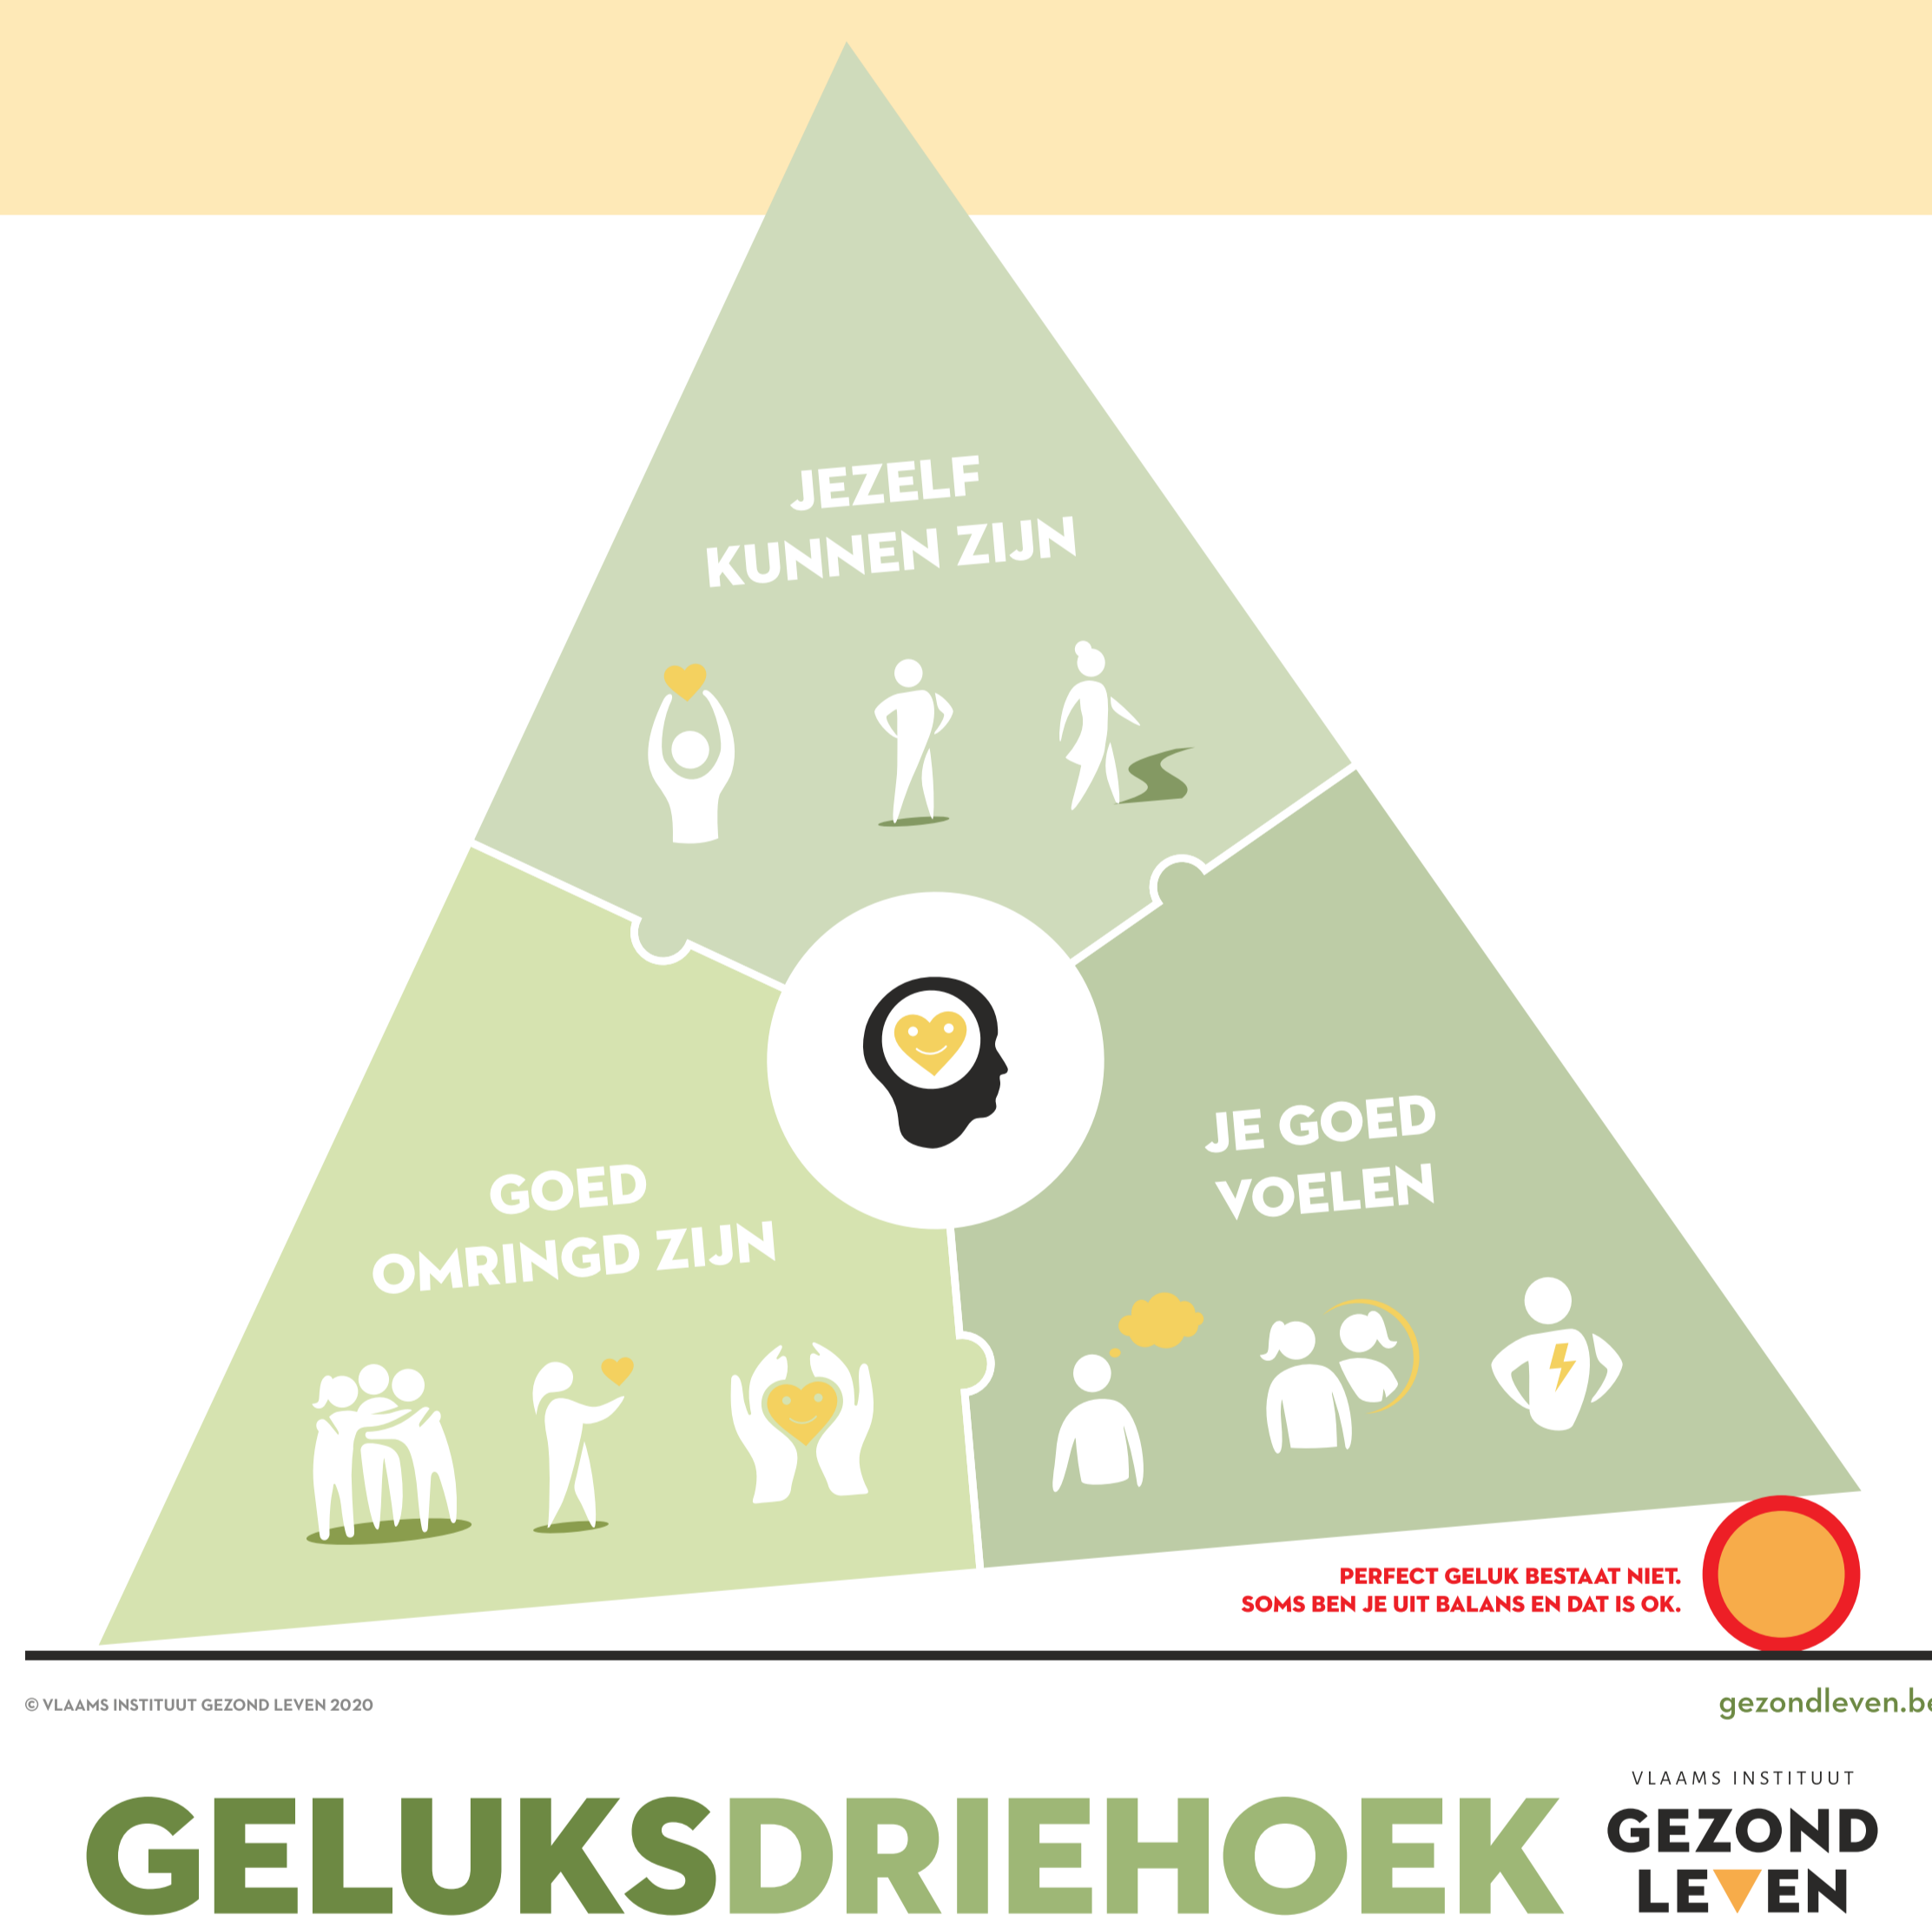 JEZELF
KUNNEN ZIJN
JE GOED
VOELEN
GOED
OMRINGD ZIJN
PERFECT GELUK BESTAAT NIET.
SOMS BEN JE UIT BALANS EN DAT IS OK.
© VLAAMS INSTITUUT GEZOND LEVEN 2020
gezondleven.be
GELUKSDRIEHOEK
VLAAMS INSTITUUT
GEZOND
LEVEN